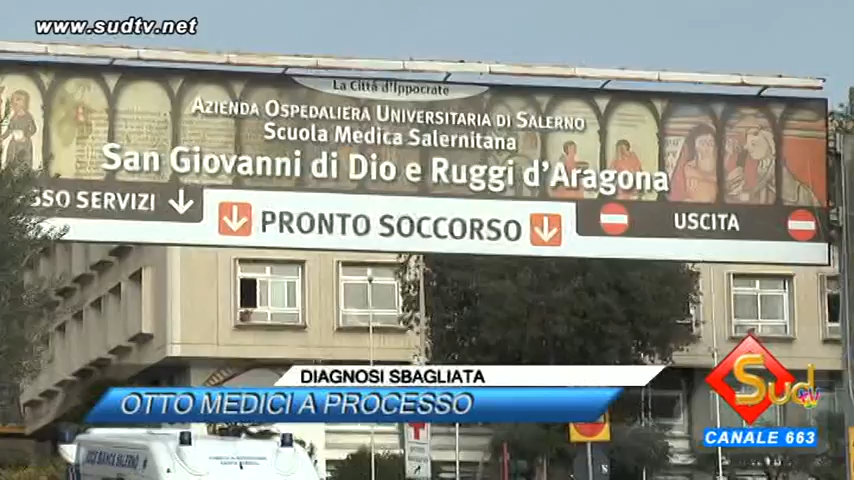 www.sudtv.net
La Città d'Ippocrate
AZIENDA OSPEDALIERA UNIVERSITARIA DI SALERNO
SCUOLA MEDICA SALERNITANA
SAN GIOVANNI DI DIO E RUGGI D'ARAGONA
SSO SERVIZI
PRONTO SOCCORSO
USCITA
DIAGNOSI SBAGLIATA
OTTO MEDICI A PROCESSO
Sud tv
CANALE 663